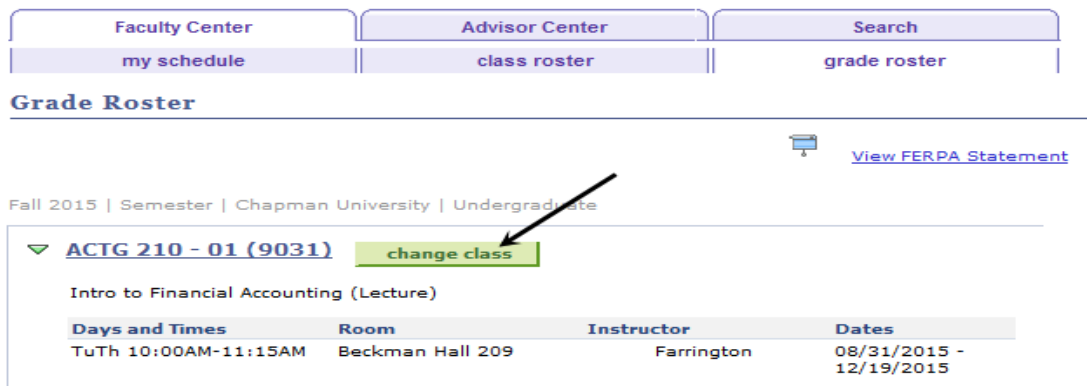 Faculty Center Advisor Center Search
my schedule class roster grade roster
Grade Roster
View FERPA Statement
Fall 2015 | Semester | Chapman University | Undergraduate
ACTG 210 - 01 (9031) change class
Intro to Financial Accounting (Lecture)
Days and Times Room Instructor Dates
TuTh 10:00AM-11:15AM Beckman Hall 209 Farrington 08/31/2015 -
12/19/2015